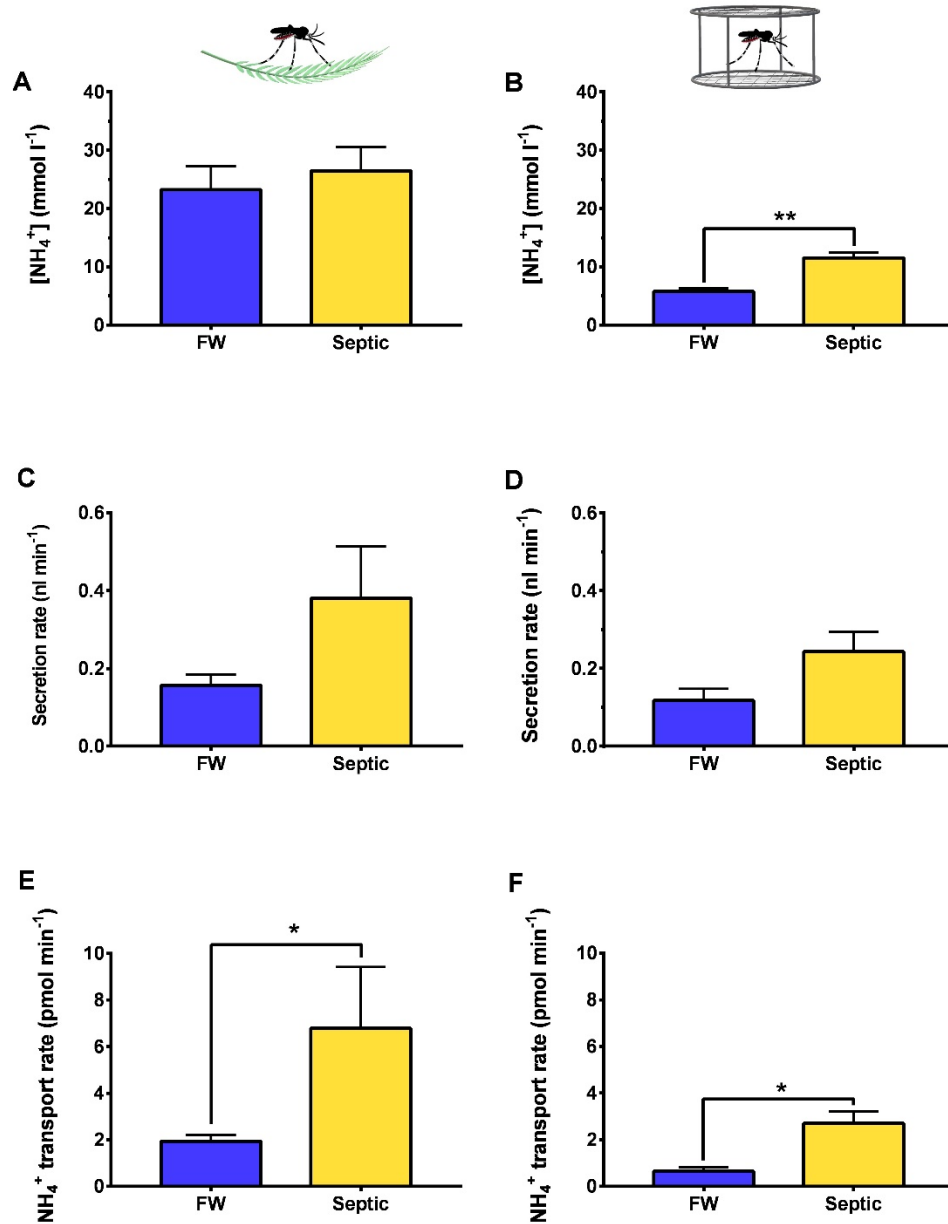 A
[NH₄⁺] (mmol l⁻¹)
40
30
20
10
0
FW Septic
B
[NH₄⁺] (mmol l⁻¹)
40
30
20
10
0
**
FW Septic
C
Secretion rate (nl min⁻¹)
0.6
0.4
0.2
0.0
FW Septic
D
Secretion rate (nl min⁻¹)
0.6
0.4
0.2
0.0
FW Septic
E
NH₄⁺ transport rate (pmol min⁻¹)
10
8
6
4
2
0
*
FW Septic
F
NH₄⁺ transport rate (pmol min⁻¹)
10
8
6
4
2
0
*
FW Septic